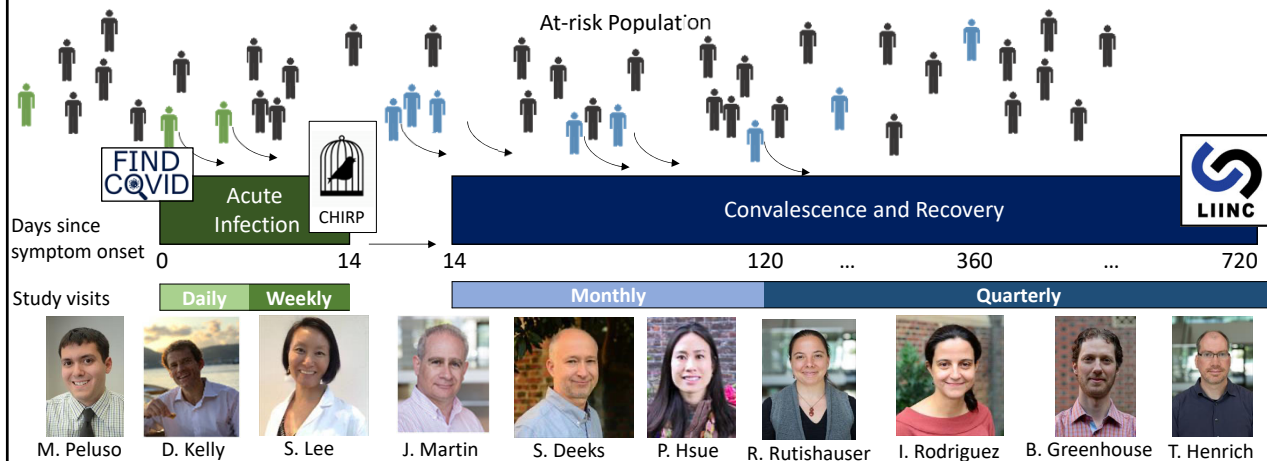 At-risk Population
FIND
COVID
Acute
Infection
CHIRP
Convalescence and Recovery
LIINC
Days since
symptom onset
0
14
14
120
...
360
...
720
Study visits
Daily
Weekly
Monthly
Quarterly
M. Peluso
D. Kelly
S. Lee
J. Martin
S. Deeks
P. Hsue
R. Rutishauser
I. Rodriguez
B. Greenhouse
T. Henrich